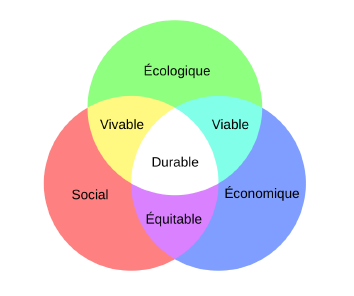 Écologique
Vivable
Viable
Durable
Social
Économique
Équitable